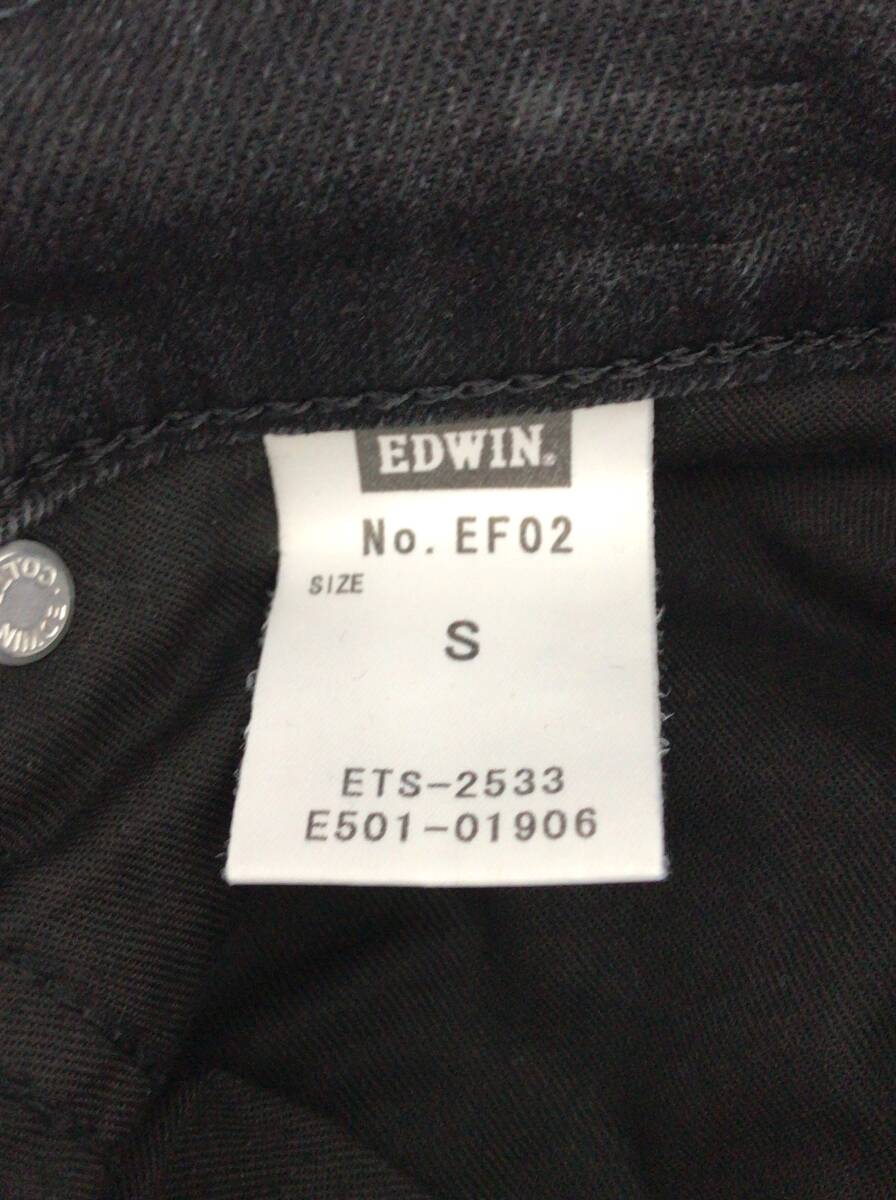 EDWIN®
No. EF02
SIZE
S
ETS-2533
E501-01906